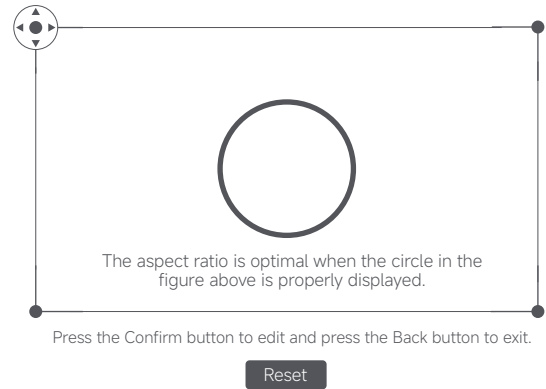 The aspect ratio is optimal when the circle in the
figure above is properly displayed.
Press the Confirm button to edit and press the Back button to exit.
Reset